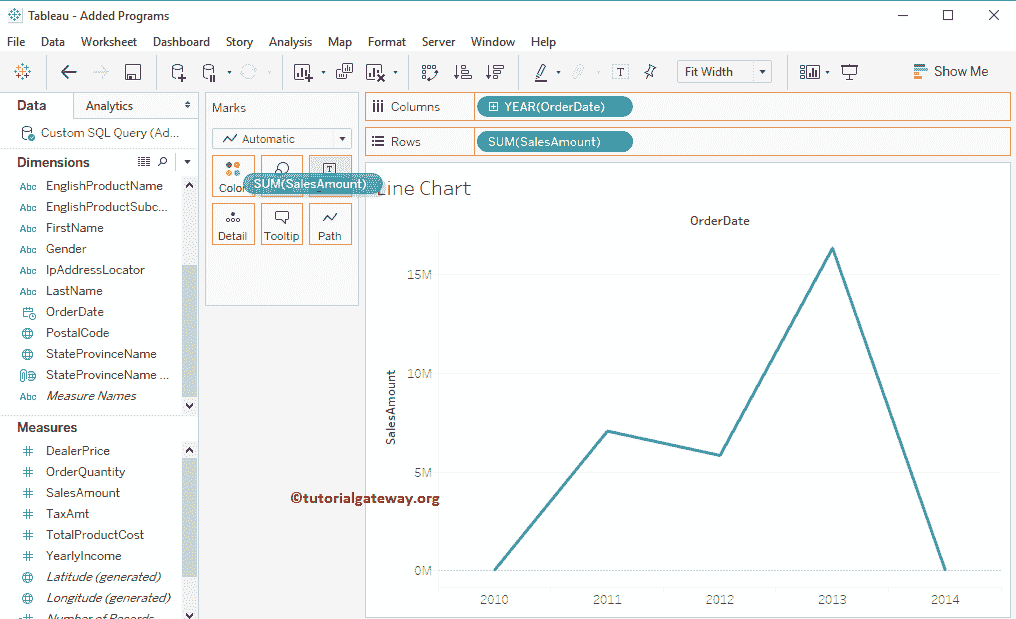 Tableau - Added Programs
File Data Worksheet Dashboard Story Analysis Map Format Server Window Help
Fit Width
Show Me
Data Analytics
Custom SQL Query (Ad...
Dimensions
Abc EnglishProductName
Abc EnglishProductSubc...
Abc FirstName
Abc Gender
Abc IpAddressLocator
Abc LastName
OrderDate
PostalCode
StateProvinceName
StateProvinceName ...
Abc Measure Names
Measures
DealerPrice
OrderQuantity
SalesAmount
TaxAmt
TotalProductCost
YearlyIncome
Latitude (generated)
Longitude (generated)
Number of Records
Marks
Automatic
Color
SUM(SalesAmount)
Detail Tooltip Path
Columns YEAR(OrderDate)
Rows SUM(SalesAmount)
Line Chart
OrderDate
SalesAmount
15M
10M
5M
0M
2010 2011 2012 2013 2014
©tutorialgateway.org